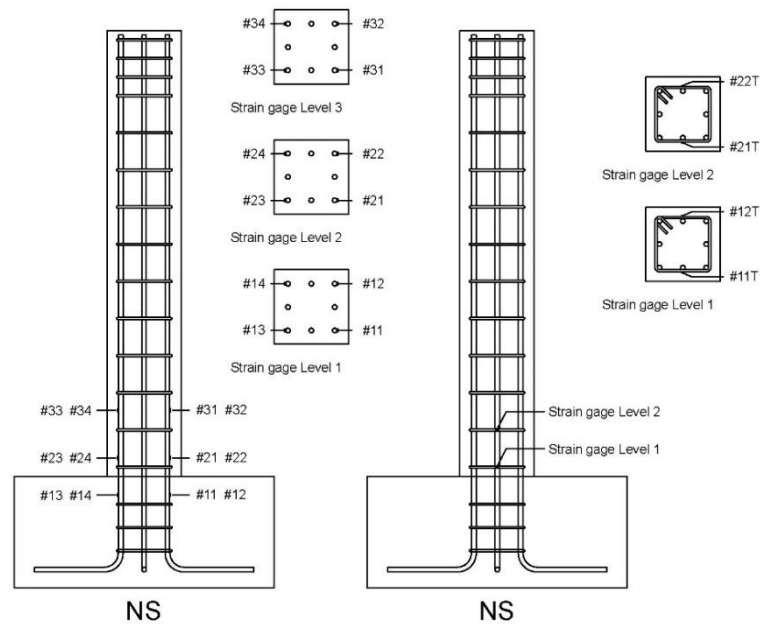 #34 #32
#33 #31
Strain gage Level 3
#24 #22
#23 #21
Strain gage Level 2
#14 #12
#13 #11
Strain gage Level 1
#33 #34 #31 #32
#23 #24 #21 #22
#13 #14 #11 #12
NS
#22T
#21T
Strain gage Level 2
#12T
#11T
Strain gage Level 1
Strain gage Level 2
Strain gage Level 1
NS